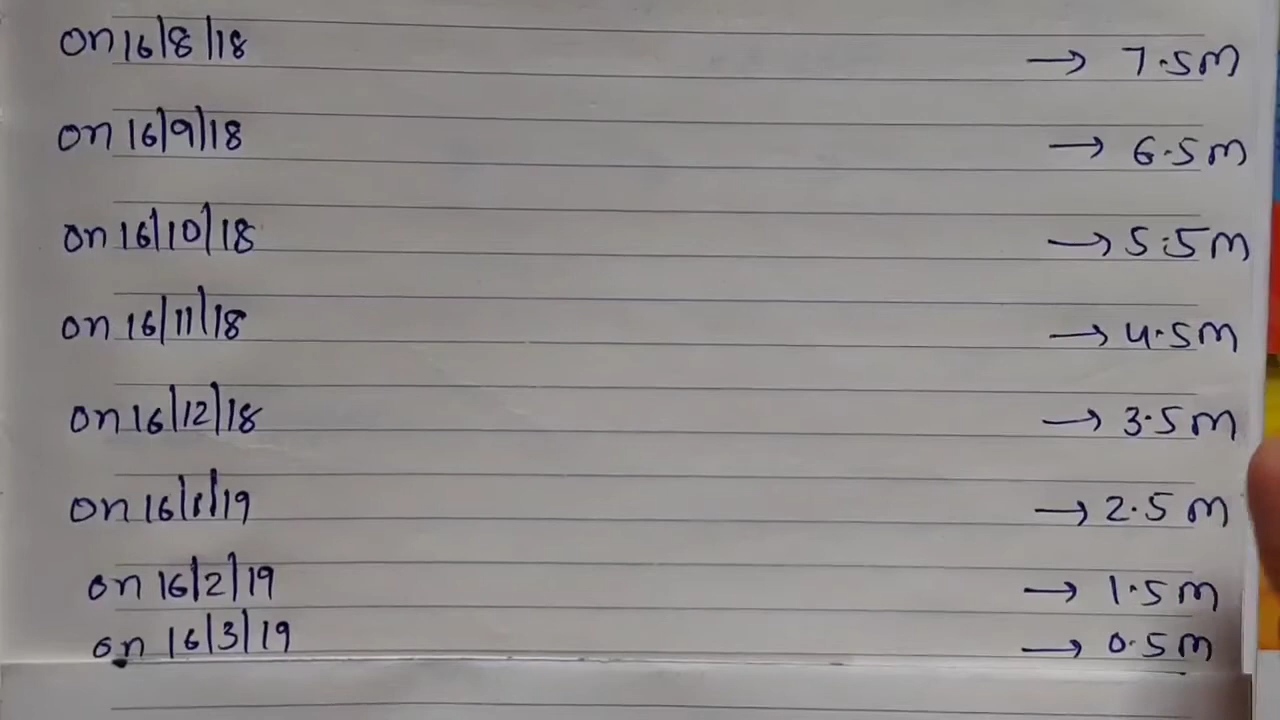 on 16/8/18 → 7.5m
on 16/9/18 → 6.5m
on 16/10/18 → 5.5m
on 16/11/18 → 4.5m
on 16/12/18 → 3.5m
on 16/1/19 → 2.5m
on 16/2/19 → 1.5m
on 16/3/19 → 0.5m